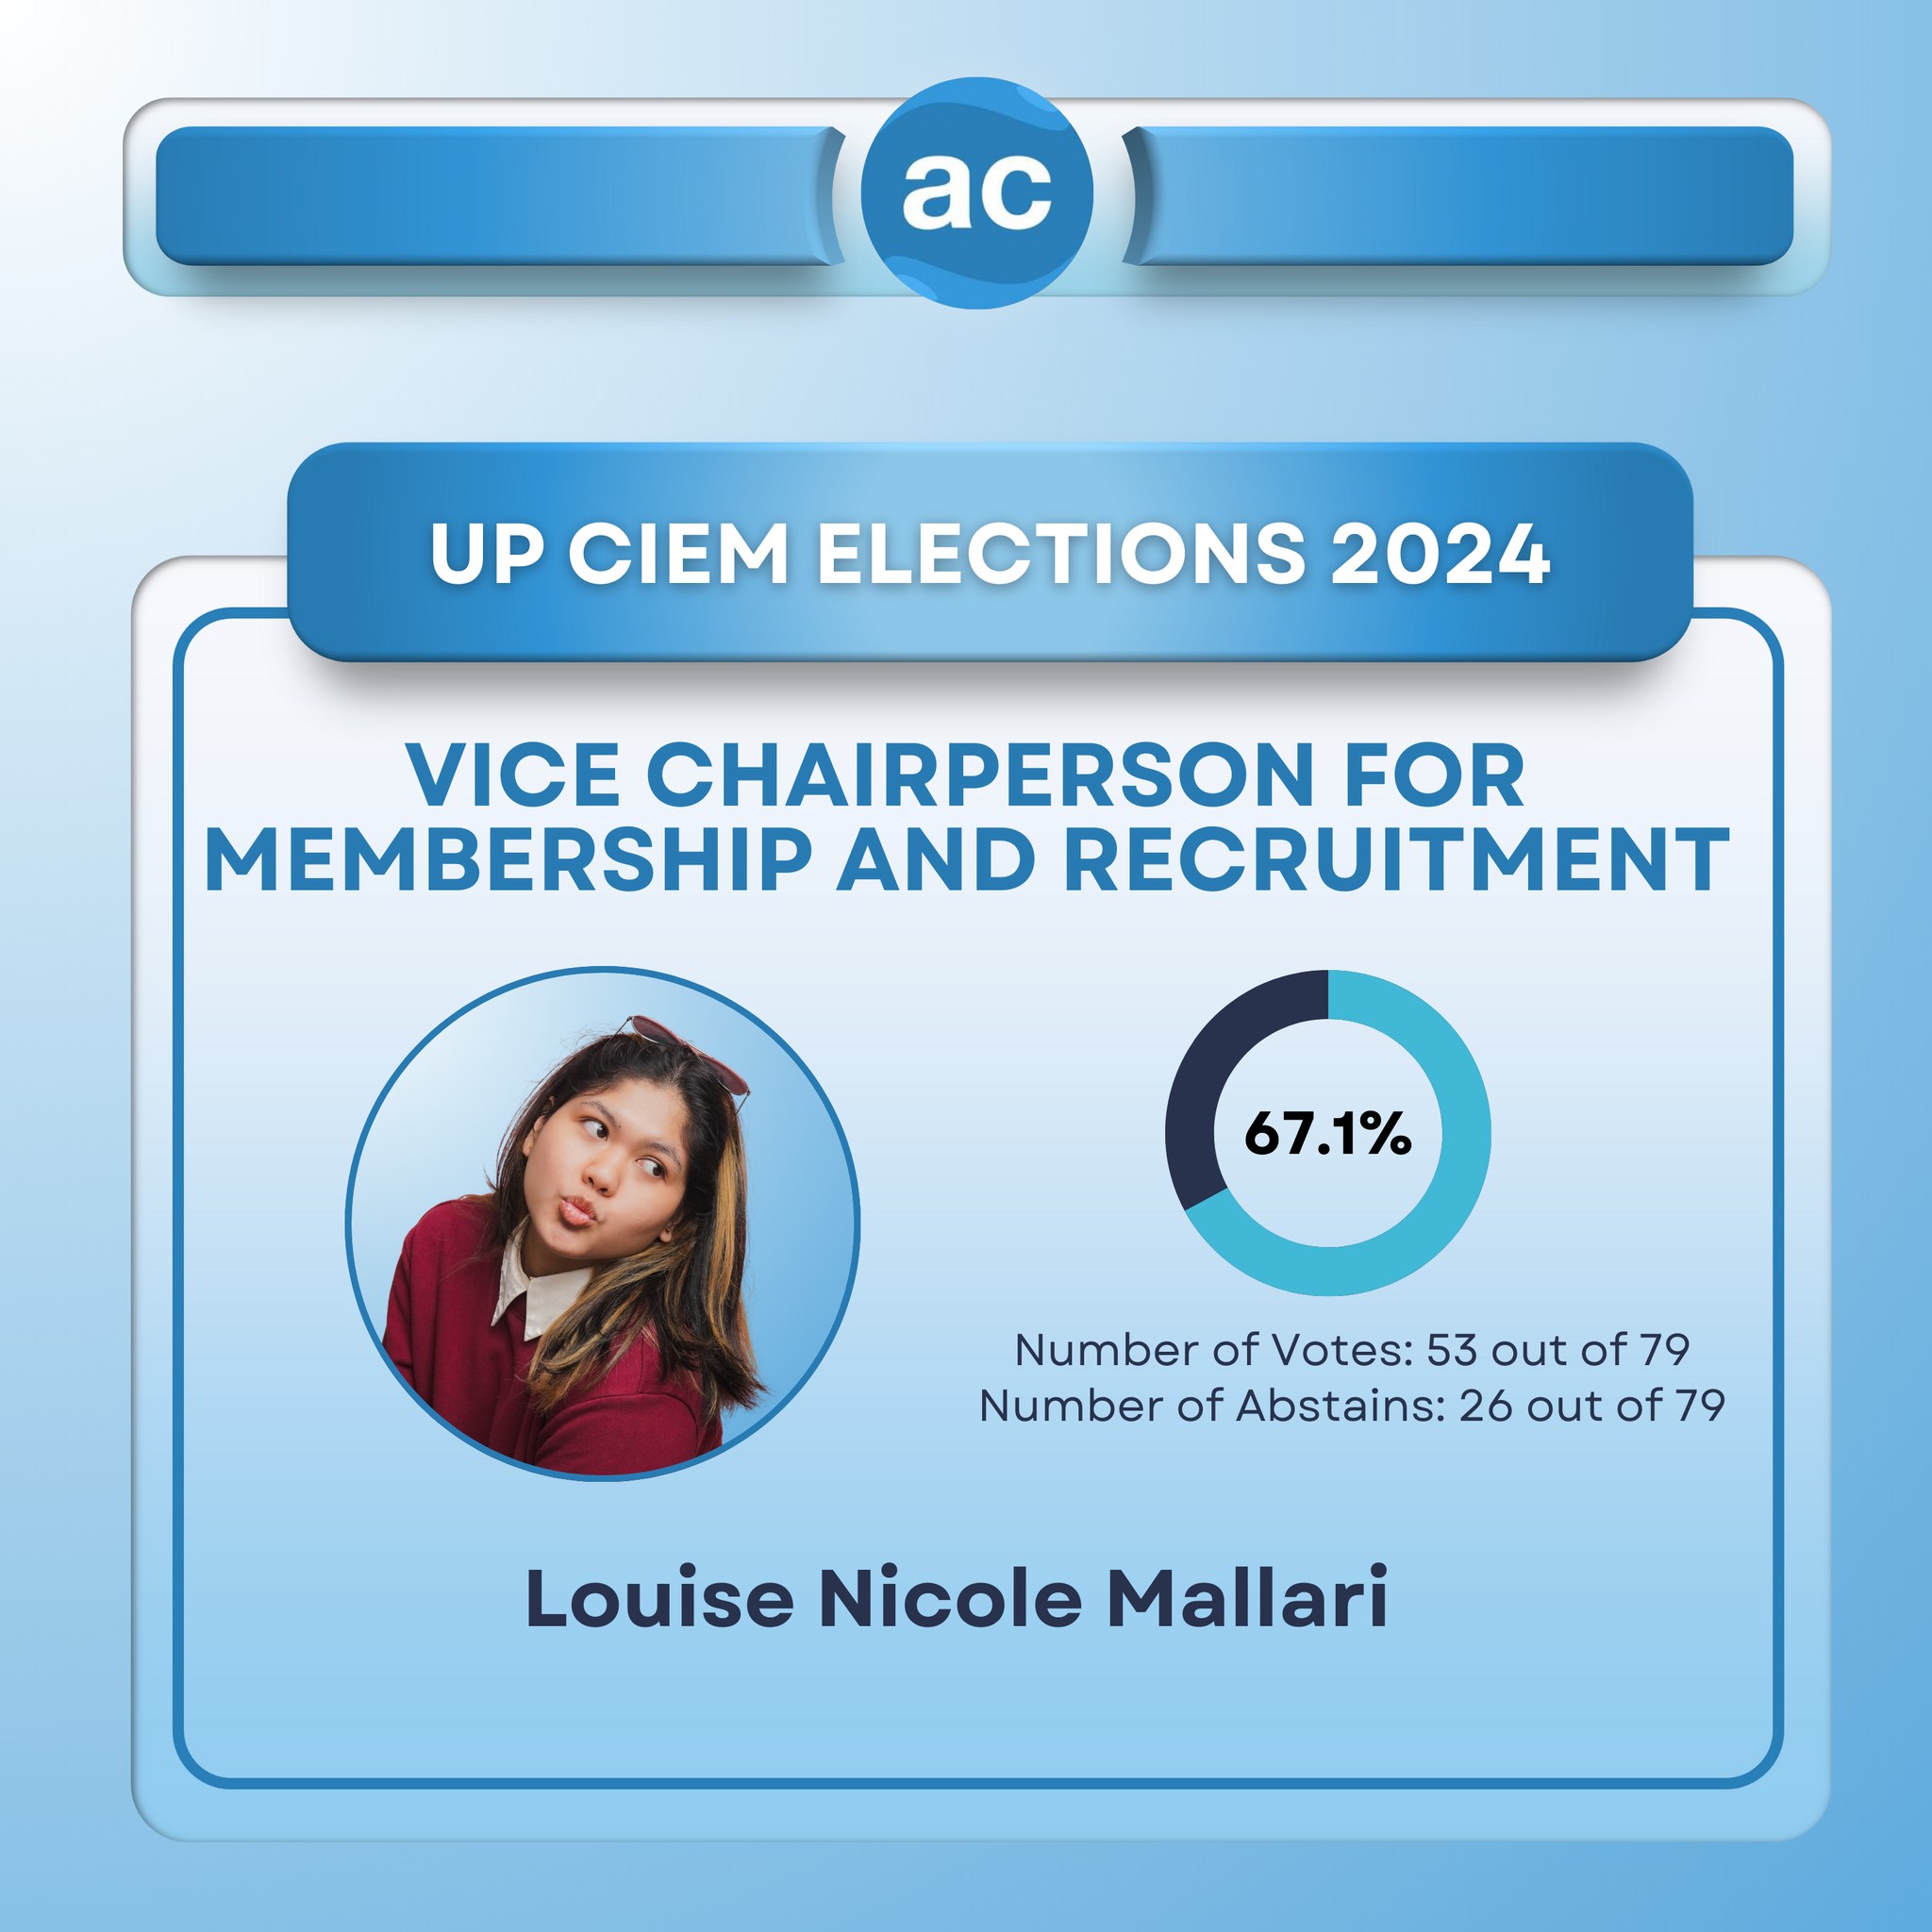 ac
UP CIEM ELECTIONS 2024
VICE CHAIRPERSON FOR
MEMBERSHIP AND RECRUITMENT
67.1%
Number of Votes: 53 out of 79
Number of Abstains: 26 out of 79
Louise Nicole Mallari